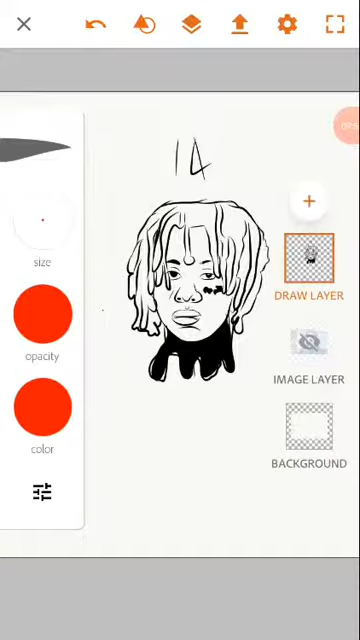 14
size
DRAW LAYER
opacity
IMAGE LAYER
color
BACKGROUND